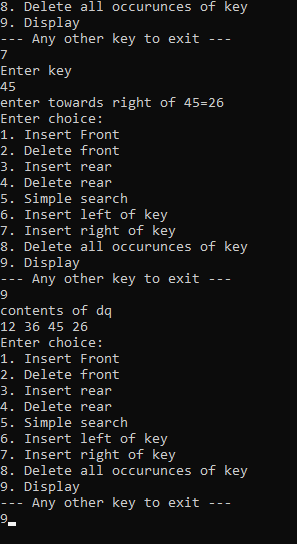 8. Delete all occurunces of key
9. Display
--- Any other key to exit ---
7
Enter key
45
enter towards right of 45=26
Enter choice:
1. Insert Front
2. Delete front
3. Insert rear
4. Delete rear
5. Simple search
6. Insert left of key
7. Insert right of key
8. Delete all occurunces of key
9. Display
--- Any other key to exit ---
9
contents of dq
12 36 45 26
Enter choice:
1. Insert Front
2. Delete front
3. Insert rear
4. Delete rear
5. Simple search
6. Insert left of key
7. Insert right of key
8. Delete all occurunces of key
9. Display
--- Any other key to exit ---
9